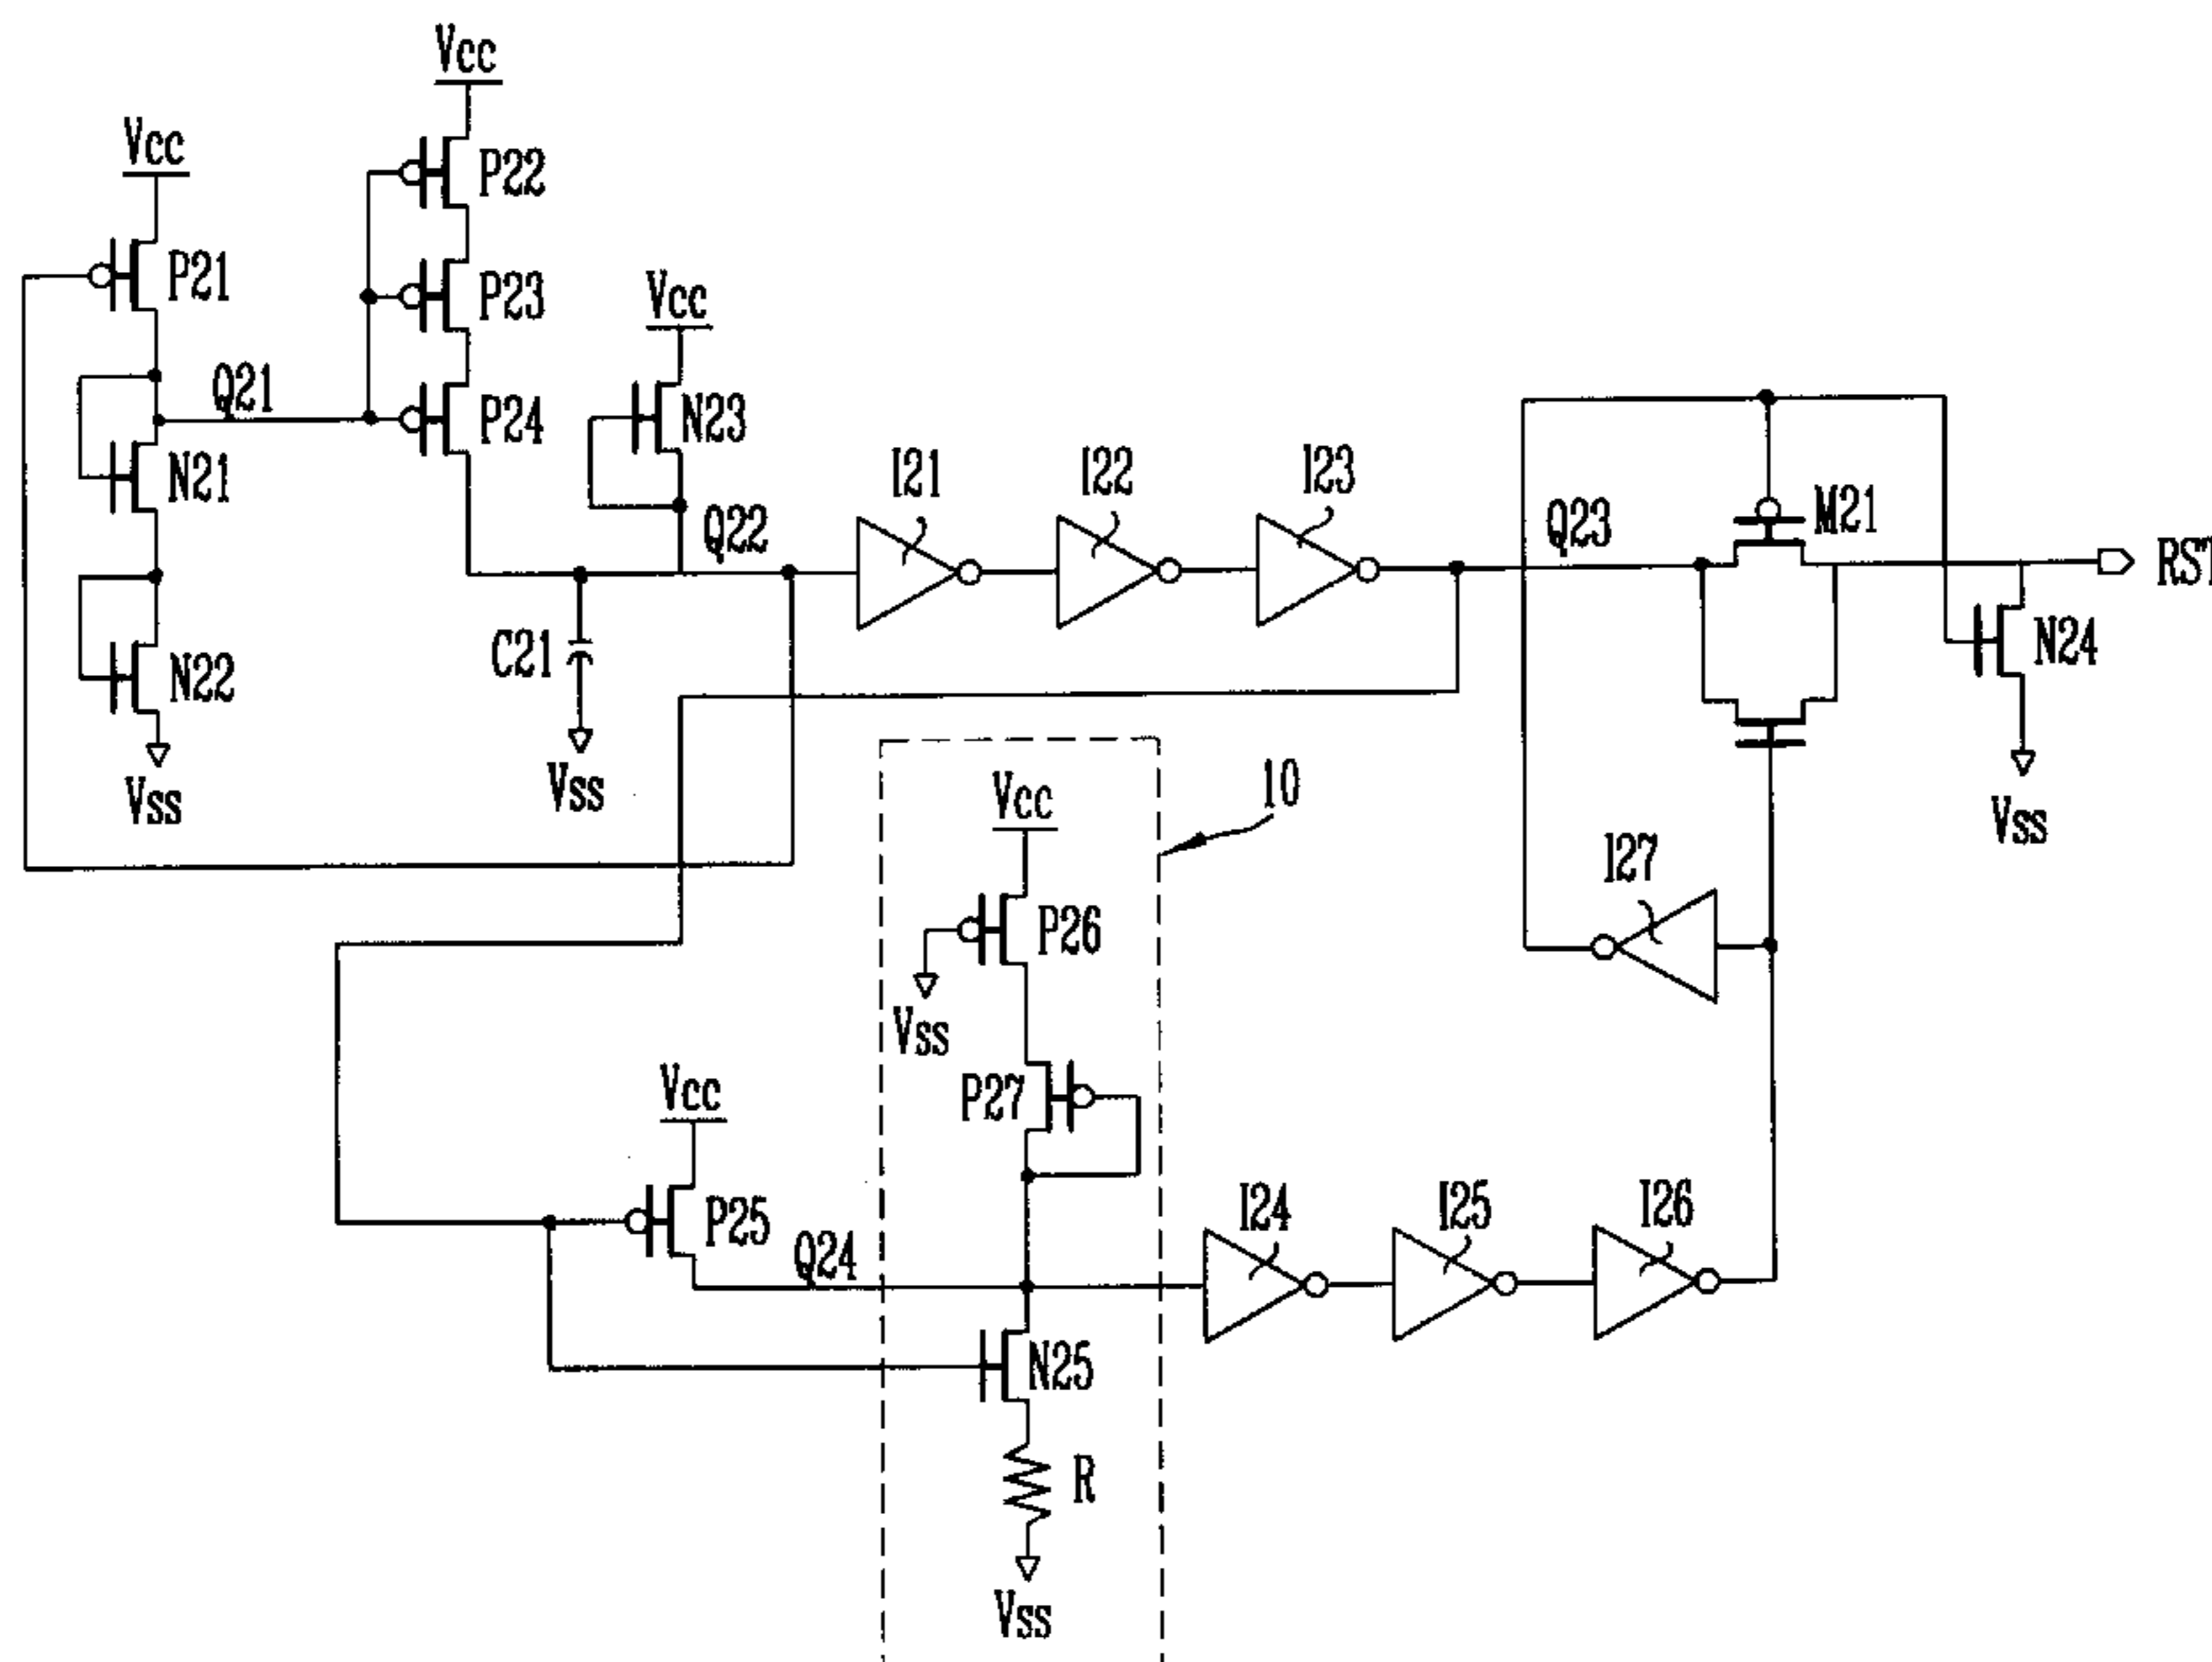 Vcc
Vcc
P22
P21
P23
Vcc
Q21
P24
N23
N21
I21
I22
I23
Q22
Q23
M21
RST
C21
N22
N24
Vss
Vss
10
Vcc
Vss
I27
P26
Vss
Vcc
P27
P25
Q24
I24
I25
I26
N25
R
Vss